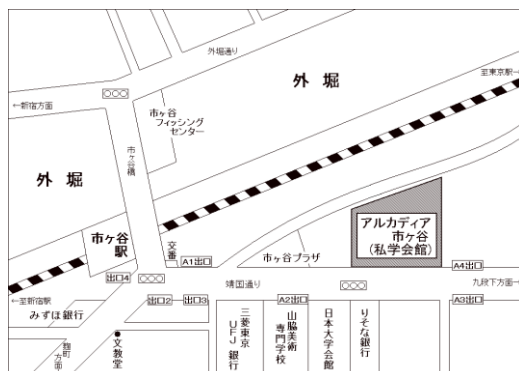 外堀通り
外 堀
至東京駅→
←新宿方面
市ヶ谷
フィッシング
センター
市ヶ谷橋
外 堀
市ヶ谷
駅
交番
アルカディア
市ヶ谷
(私学会館)
市ヶ谷プラザ
A1出口
A4出口
出口4
靖国通り
九段下方面→
←至新宿駅
出口2
出口3
A2出口
A3出口
みずほ銀行
麹町
方面
文教堂
三菱東京
UFJ 銀行
山脇美術
専門学校
日本大学会館
りそな銀行